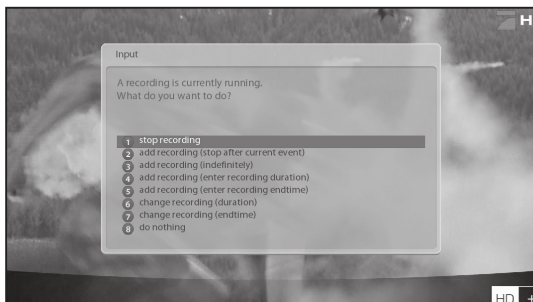 H
Input
A recording is currently running.
What do you want to do?
1 stop recording
2 add recording (stop after current event)
3 add recording (indefinitely)
4 add recording (enter recording duration)
5 add recording (enter recording endtime)
6 change recording (duration)
7 change recording (endtime)
8 do nothing
HD +